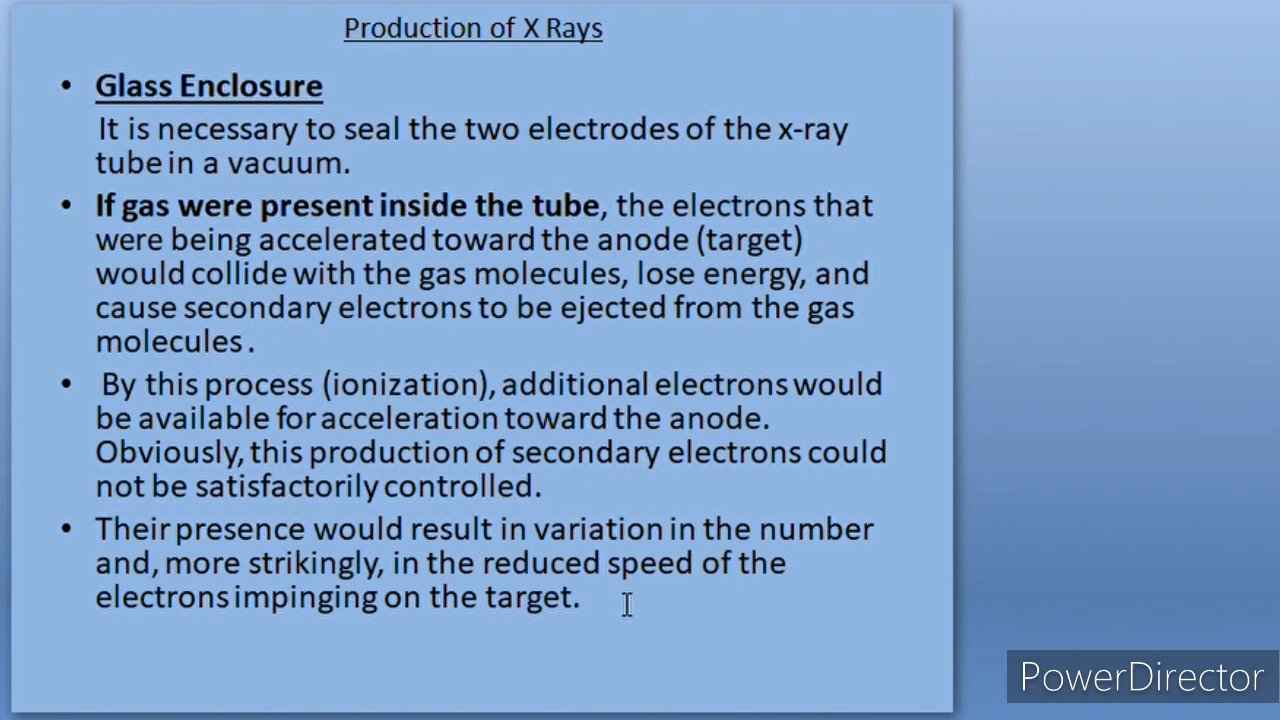 Production of X Rays
• Glass Enclosure
It is necessary to seal the two electrodes of the x-ray
tube in a vacuum.
• If gas were present inside the tube, the electrons that
were being accelerated toward the anode (target)
would collide with the gas molecules, lose energy, and
cause secondary electrons to be ejected from the gas
molecules.
• By this process (ionization), additional electrons would
be available for acceleration toward the anode.
Obviously, this production of secondary electrons could
not be satisfactorily controlled.
• Their presence would result in variation in the number
and, more strikingly, in the reduced speed of the
electrons impinging on the target.
PowerDirector